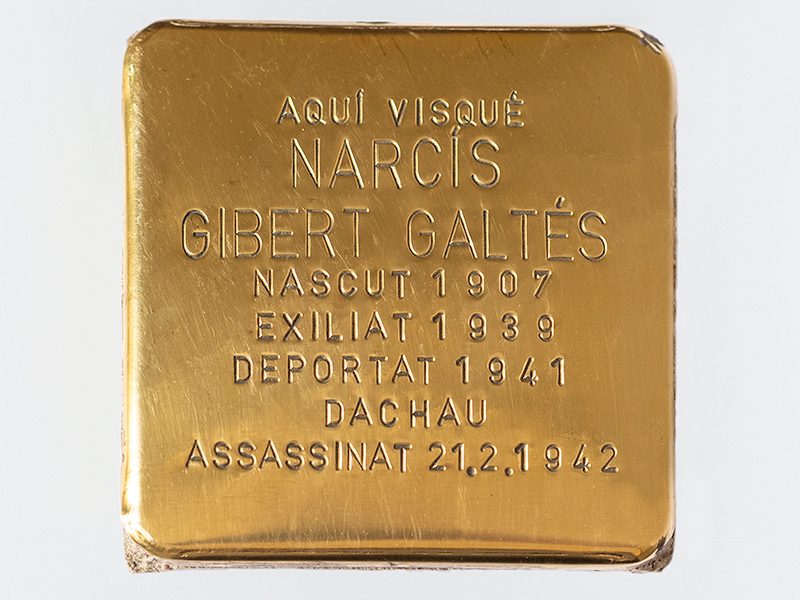 AQUÍ VISQUÉ
NARCÍS
GIBERT GALTÉS
NASCUT 1907
EXILIAT 1939
DEPORTAT 1941
DACHAU
ASSASSINAT 21.2.1942